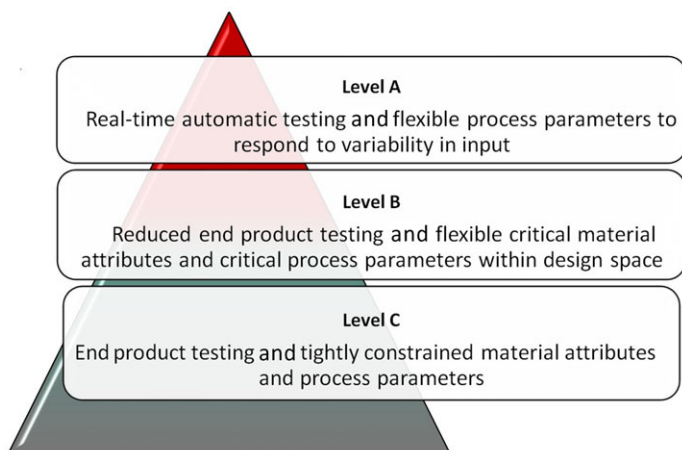 Level A
Real-time automatic testing and flexible process parameters to
respond to variability in input
Level B
Reduced end product testing and flexible critical material
attributes and critical process parameters within design space
Level C
End product testing and tightly constrained material attributes
and process parameters